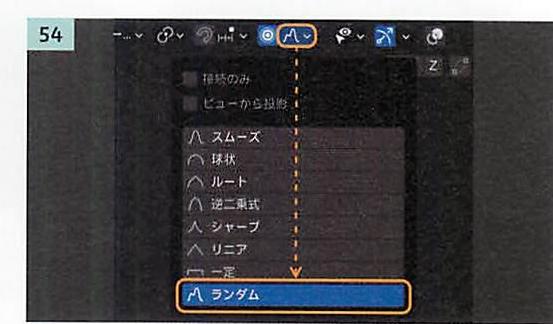 54
Z
接続のみ
ビューから投影
スムーズ
球状
ルート
逆二乗式
シャープ
リニア
一定
ランダム